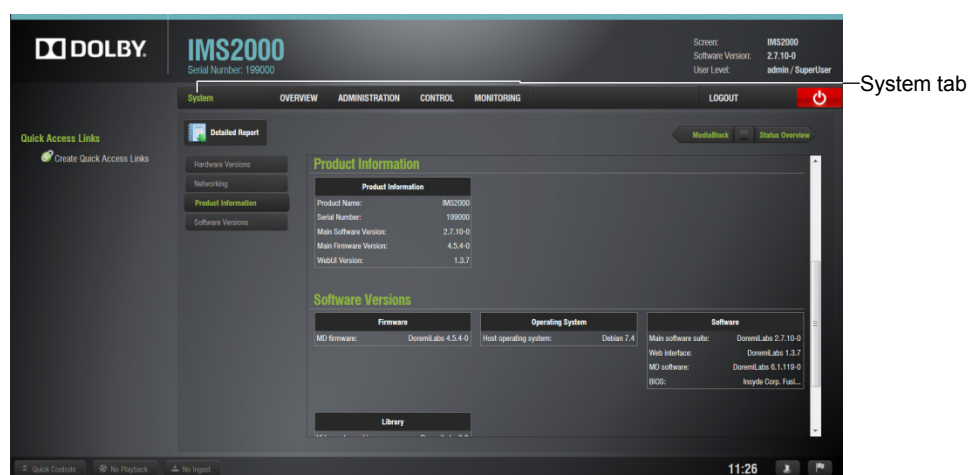 DOLBY.
IMS2000
Serial Number: 199000
Screen: IMS2000
Software Version: 2.7.10-0
User Level: admin / SuperUser
System tab
System OVERVIEW ADMINISTRATION CONTROL MONITORING LOGOUT
Quick Access Links
Create Quick Access Links
Detailed Report
MediaBlock Status Overview
Hardware Versions
Networking
Product Information
Software Versions
Product Information
Product Information
Product Name: IMS2000
Serial Number: 199000
Main Software Version: 2.7.10-0
Main Firmware Version: 4.5.4-0
WebUI Version: 1.3.7
Software Versions
Firmware
MD firmware: DoremiLabs 4.5.4-0
Operating System
Host operating system: Debian 7.4
Software
Main software suite: DoremiLabs 2.7.10-0
Web interface: DoremiLabs 1.3.7
MD software: DoremiLabs 6.1.119-0
BIOS: Insyde Corp. Fusi...
Library
Quick Controls No Playback No Ingest 11:26